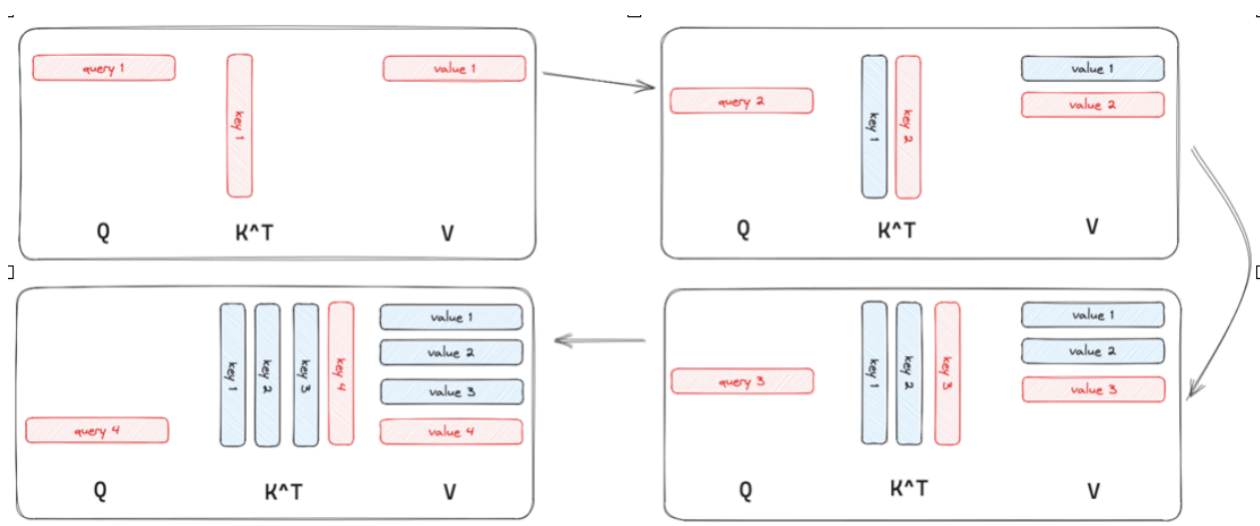 query 1
key 1
value 1
Q
K^T
V
query 2
key 1
key 2
value 1
value 2
Q
K^T
V
query 3
key 1
key 2
key 3
value 1
value 2
value 3
Q
K^T
V
query 4
key 1
key 2
key 3
key 4
value 1
value 2
value 3
value 4
Q
K^T
V